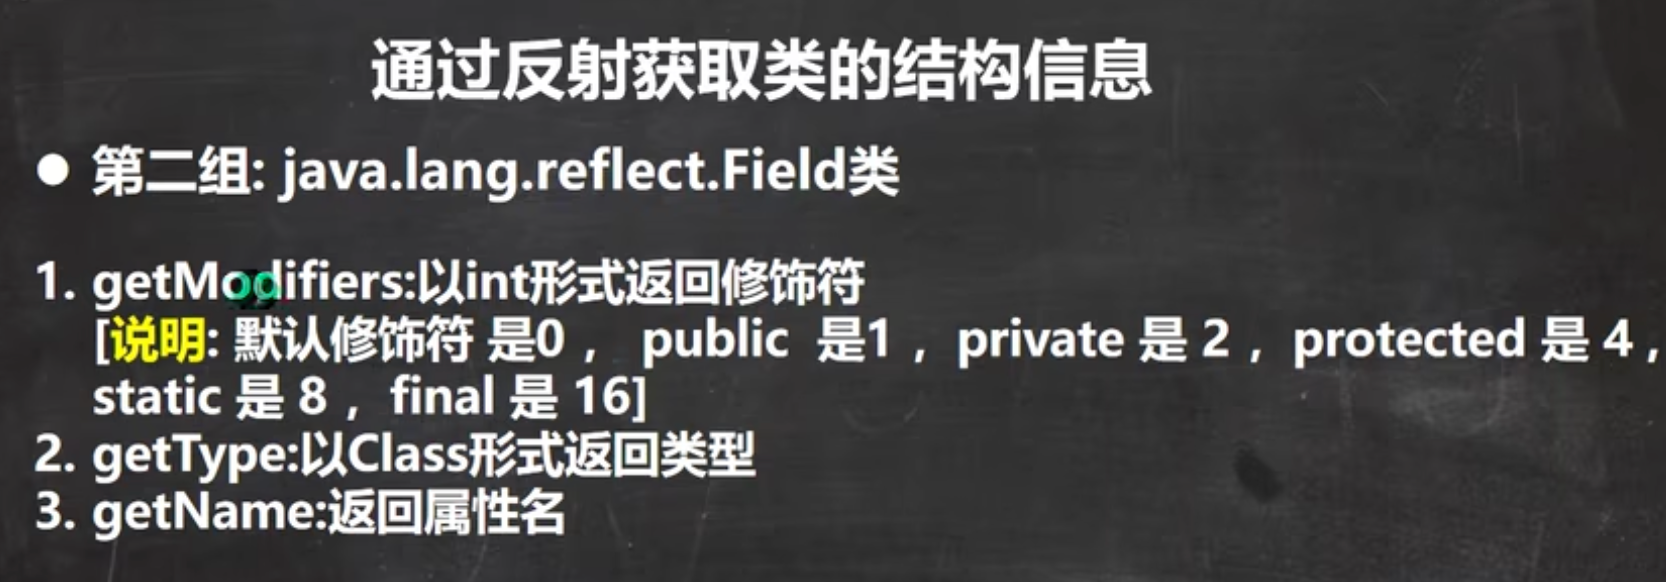 通过反射获取类的结构信息
● 第二组: java.lang.reflect.Field类
1. getModifiers:以int形式返回修饰符
[说明: 默认修饰符 是0 ， public 是1 ，private 是 2 ，protected 是 4 ,
static 是 8 ， final 是 16]
2. getType:以Class形式返回类型
3. getName:返回属性名